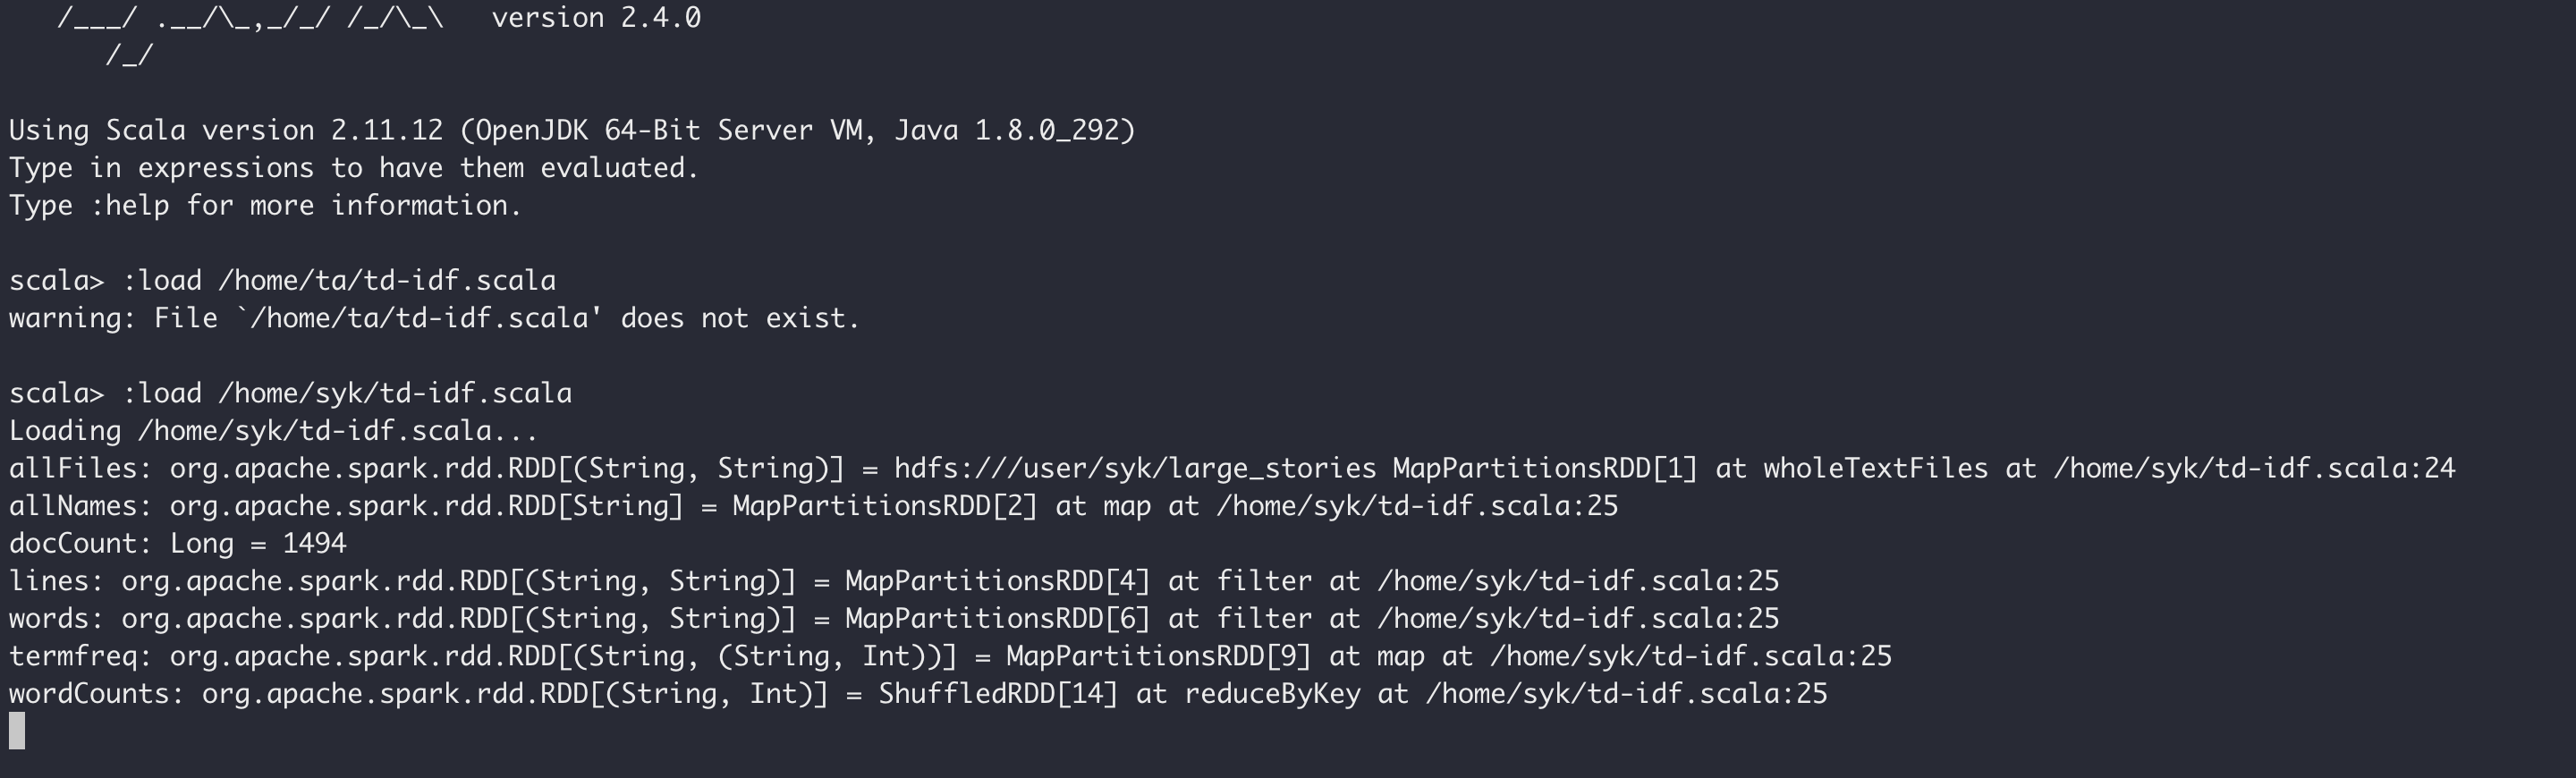 /___/ .__/\_,_/_/ /_/\_\   version 2.4.0
/_/
Using Scala version 2.11.12 (OpenJDK 64-Bit Server VM, Java 1.8.0_292)
Type in expressions to have them evaluated.
Type :help for more information.
scala> :load /home/ta/td-idf.scala
warning: File `/home/ta/td-idf.scala' does not exist.
scala> :load /home/syk/td-idf.scala
Loading /home/syk/td-idf.scala...
allFiles: org.apache.spark.rdd.RDD[(String, String)] = hdfs:///user/syk/large_stories MapPartitionsRDD[1] at wholeTextFiles at /home/syk/td-idf.scala:24
allNames: org.apache.spark.rdd.RDD[String] = MapPartitionsRDD[2] at map at /home/syk/td-idf.scala:25
docCount: Long = 1494
lines: org.apache.spark.rdd.RDD[(String, String)] = MapPartitionsRDD[4] at filter at /home/syk/td-idf.scala:25
words: org.apache.spark.rdd.RDD[(String, String)] = MapPartitionsRDD[6] at filter at /home/syk/td-idf.scala:25
termfreq: org.apache.spark.rdd.RDD[(String, (String, Int))] = MapPartitionsRDD[9] at map at /home/syk/td-idf.scala:25
wordCounts: org.apache.spark.rdd.RDD[(String, Int)] = ShuffledRDD[14] at reduceByKey at /home/syk/td-idf.scala:25